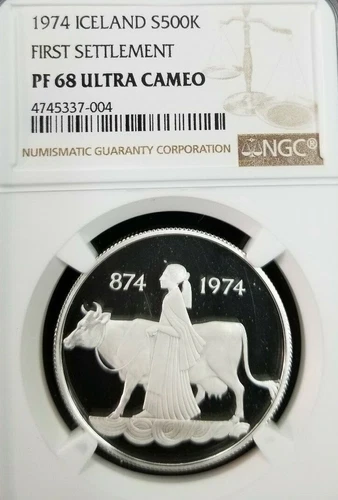 1974 ICELAND S500K
FIRST SETTLEMENT
PF 68 ULTRA CAMEO
4745337-004
NUMISMATIC GUARANTY CORPORATION
NGC®
874 1974